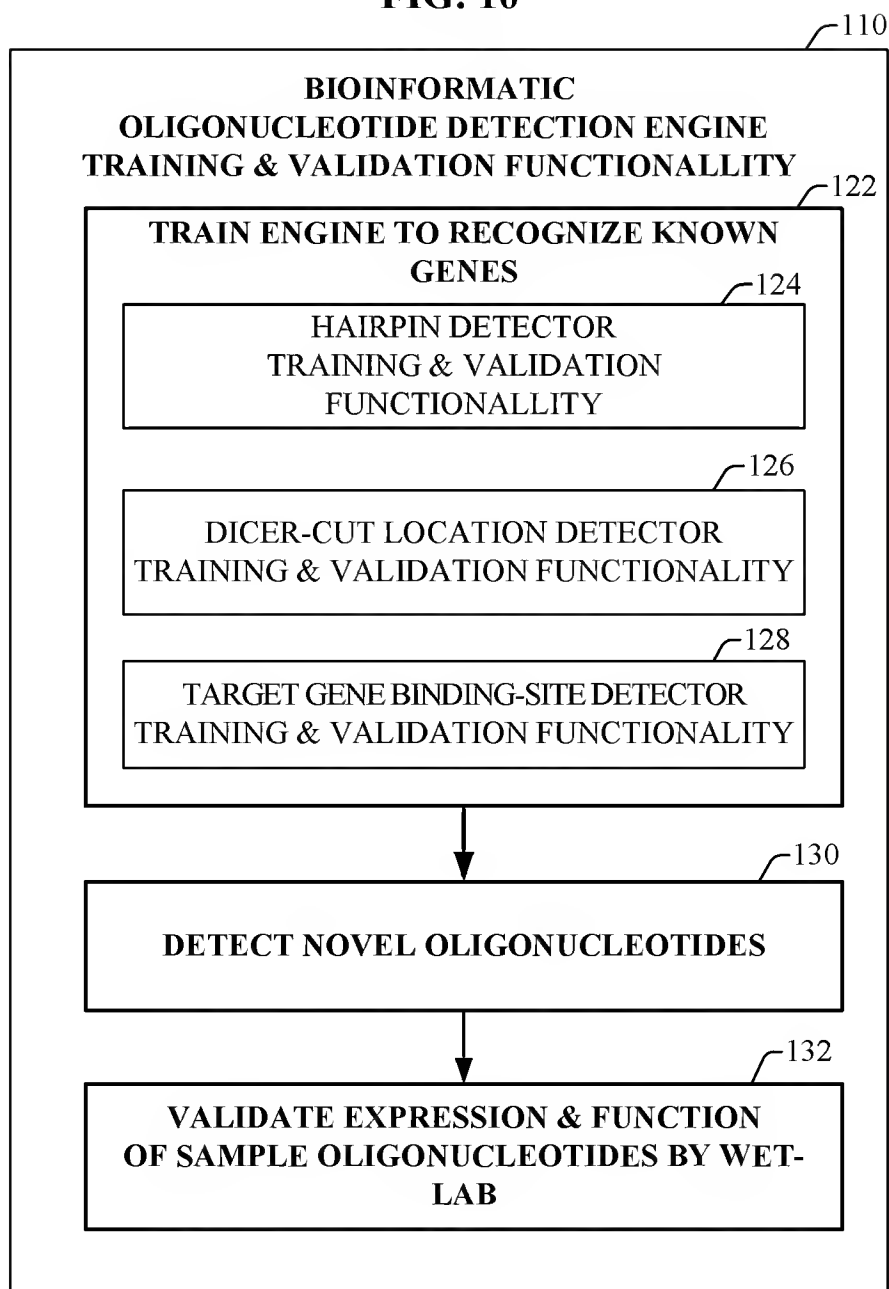 FIG. 10
110
BIOINFORMATIC
OLIGONUCLEOTIDE DETECTION ENGINE
TRAINING & VALIDATION FUNCTIONALLITY
122
TRAIN ENGINE TO RECOGNIZE KNOWN
GENES
124
HAIRPIN DETECTOR
TRAINING & VALIDATION
FUNCTIONALLITY
126
DICER-CUT LOCATION DETECTOR
TRAINING & VALIDATION FUNCTIONALITY
128
TARGET GENE BINDING-SITE DETECTOR
TRAINING & VALIDATION FUNCTIONALITY
130
DETECT NOVEL OLIGONUCLEOTIDES
132
VALIDATE EXPRESSION & FUNCTION
OF SAMPLE OLIGONUCLEOTIDES BY WET-
LAB